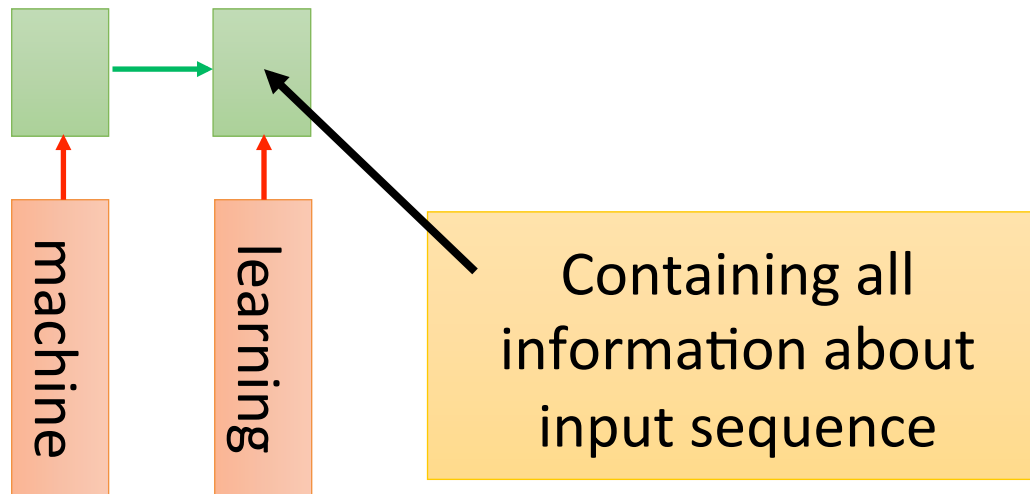 machine
learning
Containing all
information about
input sequence